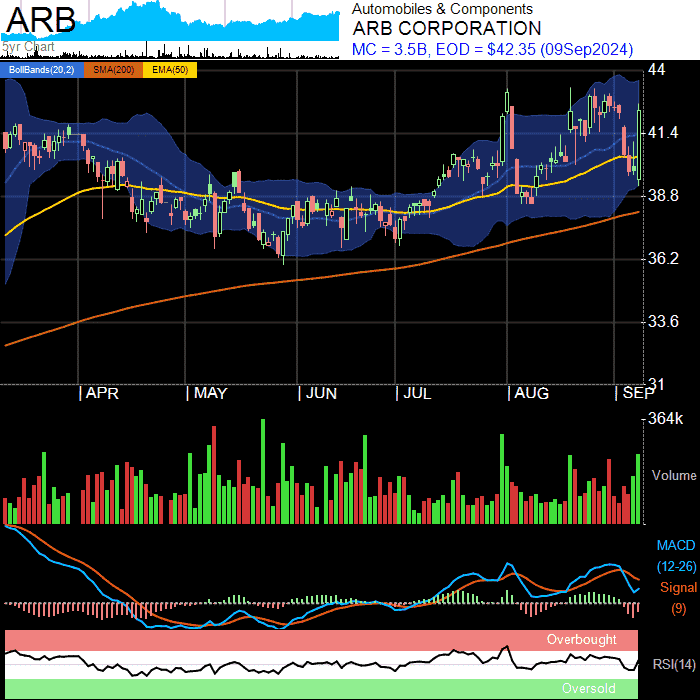 ARB
5yr Chart
Automobiles & Components
ARB CORPORATION
MC = 3.5B, EOD = $42.35 (09Sep2024)
BollBands(20,2) SMA(200) EMA(50)
44
41.4
38.8
36.2
33.6
31
APR MAY JUN JUL AUG SEP
364k
Volume
MACD
(12-26)
Signal
(9)
Overbought
RSI(14)
Oversold